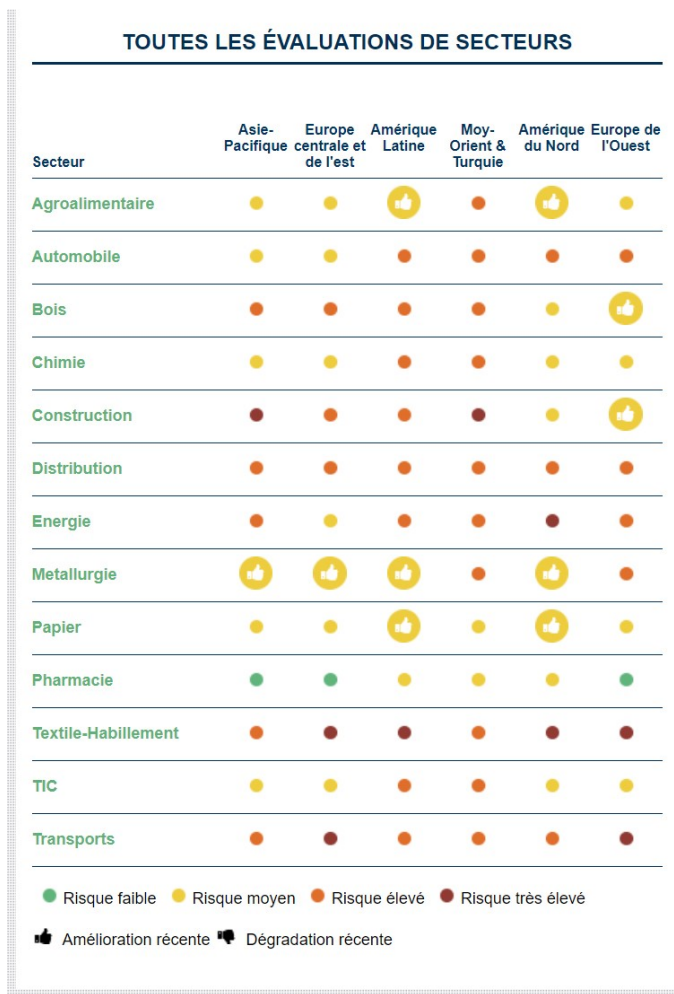 TOUTES LES ÉVALUATIONS DE SECTEURS
Secteur
Asie-
Pacifique
Europe
centrale et
de l'est
Amérique
Latine
Moy-
Orient &
Turquie
Amérique
du Nord
Europe de
l'Ouest
Agroalimentaire
Automobile
Bois
Chimie
Construction
Distribution
Energie
Metallurgie
Papier
Pharmacie
Textile-Habillement
TIC
Transports
Risque faible Risque moyen Risque élevé Risque très élevé
Amélioration récente Dégradation récente